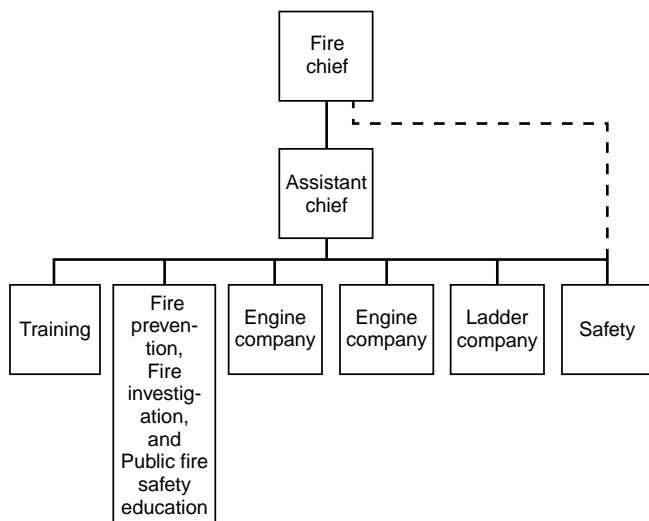 Fire
chief
Assistant
chief
Training
Fire
preven-
tion,
Fire
investig-
ation,
and
Public fire
safety
education
Engine
company
Engine
company
Ladder
company
Safety